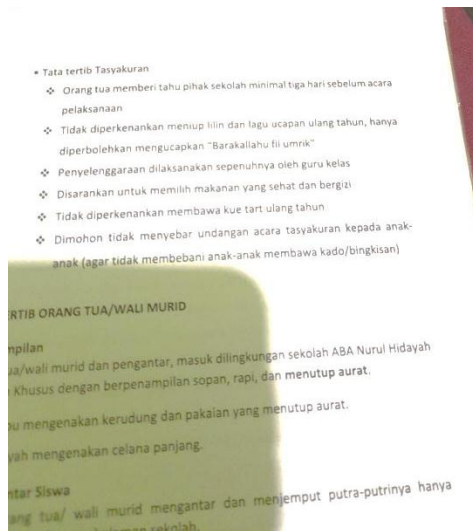 • Tata tertib Tasyakuran
❖ Orang tua memberi tahu pihak sekolah minimal tiga hari sebelum acara
pelaksanaan
❖ Tidak diperkenankan meniup lilin dan lagu ucapan ulang tahun, hanya
diperbolehkan mengucapkan "Barakallahu fii umrik"
❖ Penyelenggaraan dilaksanakan sepenuhnya oleh guru kelas
❖ Disarankan untuk memilih makanan yang sehat dan bergizi
❖ Tidak diperkenankan membawa kue tart ulang tahun
❖ Dimohon tidak menyebar undangan acara tasyakuran kepada anak-
anak (agar tidak membebani anak-anak membawa kado/bingkisan)
RTIB ORANG TUA/WALI MURID
mpilan
ua/wali murid dan pengantar, masuk dilingkungan sekolah ABA Nurul Hidayah
Khusus dengan berpenampilan sopan, rapi, dan menutup aurat.
bu mengenakan kerudung dan pakaian yang menutup aurat.
yah mengenakan celana panjang.
ntar Siswa
ang tua/ wali murid mengantar dan menjemput putra-putrinya hanya
sekolah.